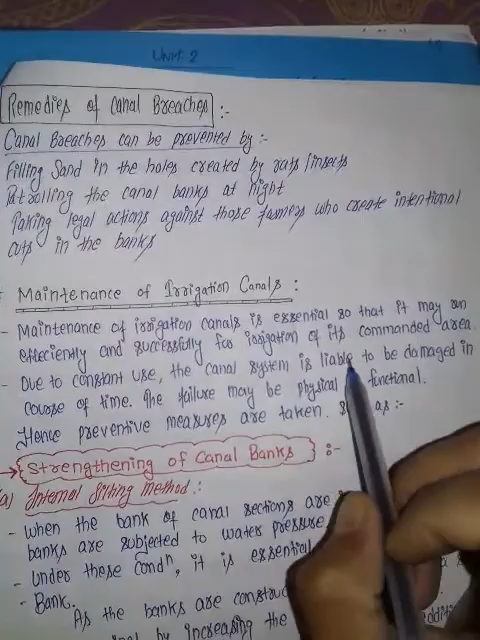 UNIT: 2
Remedies of Canal Breaches :-
Canal Breaches can be prevented by :-
Filling Sand in the holes created by rats/insects
Patrolling the canal banks at night
Taking legal actions against those farmers who create intentional
cuts in the banks
Maintenance of Irrigation Canals :
- Maintenance of irrigation canals is essential so that it may run
effeciently and successfully for irrigation of its commanded area
- Due to constant use, the canal system is liable to be damaged in
course of time. The failure may be physical functional.
Hence preventive measures are taken. as :-
→ Strengthening of Canal Banks :-
(a) Internal Silting method :
- When the bank of canal sections are
banks are subjected to water pressure
- Under these condⁿ, it is essential
- Bank.
As the banks are
by increasing the